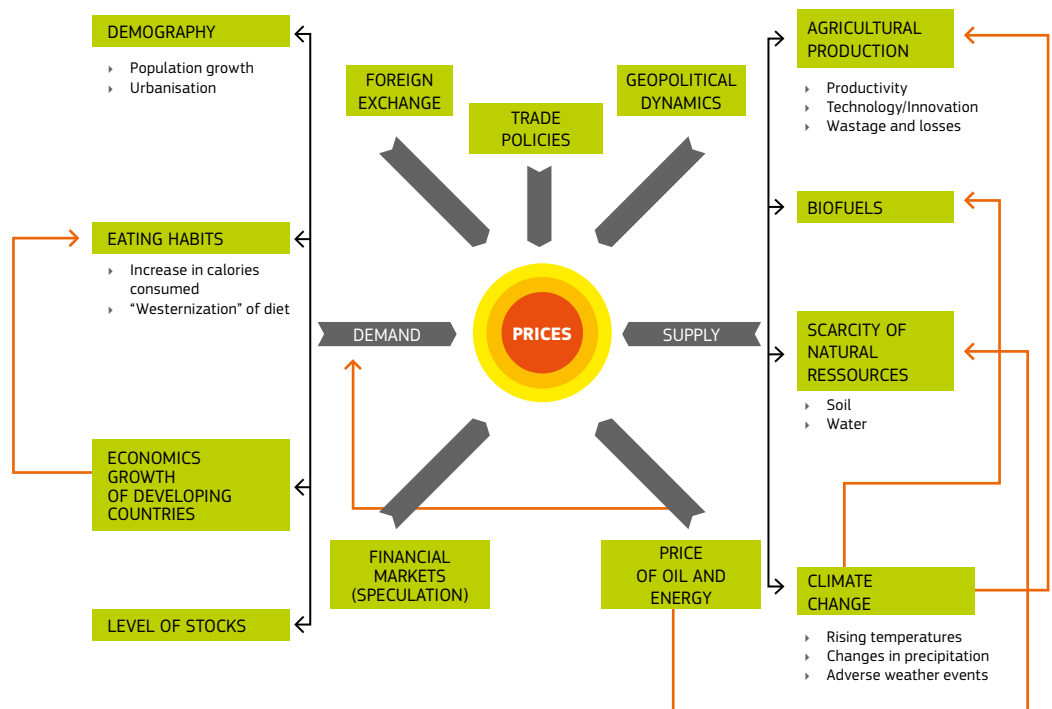 DEMOGRAPHY
Population growth
Urbanisation
EATING HABITS
Increase in calories
consumed
“Westernization” of diet
ECONOMICS
GROWTH
OF DEVELOPING
COUNTRIES
LEVEL OF STOCKS
FOREIGN
EXCHANGE
TRADE
POLICIES
GEOPOLITICAL
DYNAMICS
DEMAND
PRICES
SUPPLY
FINANCIAL
MARKETS
(SPECULATION)
PRICE
OF OIL AND
ENERGY
AGRICULTURAL
PRODUCTION
Productivity
Technology/Innovation
Wastage and losses
BIOFUELS
SCARCITY OF
NATURAL
RESSOURCES
Soil
Water
CLIMATE
CHANGE
Rising temperatures
Changes in precipitation
Adverse weather events